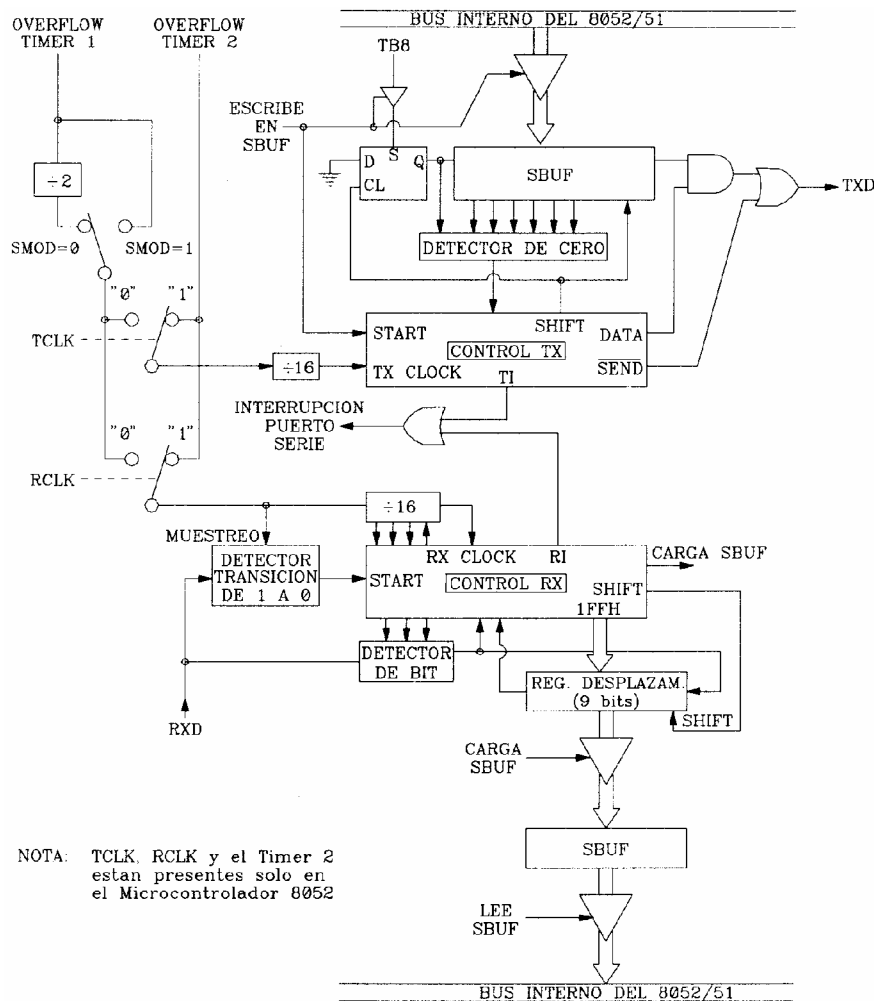 OVERFLOW
TIMER 1
OVERFLOW
TIMER 2
BUS INTERNO DEL 8052/51
TB8
ESCRIBE
EN
SBUF
D
S
Q
CL
SBUF
÷2
TXD
SMOD=0
SMOD=1
DETECTOR DE CERO
"0"
"1"
TCLK
÷16
START
SHIFT
DATA
CONTROL TX
TX CLOCK
TI
SEND
INTERRUPCION
PUERTO
SERIE
"0"
"1"
RCLK
÷16
MUESTREO
DETECTOR
TRANSICION
DE 1 A 0
RX CLOCK
RI
START
CONTROL RX
SHIFT
1FFH
CARGA SBUF
DETECTOR
DE BIT
REG. DESPLAZAM.
(9 bits)
SHIFT
RXD
CARGA
SBUF
SBUF
NOTA: TCLK, RCLK y el Timer 2
estan presentes solo en
el Microcontrolador 8052
LEE
SBUF
BUS INTERNO DEL 8052/51